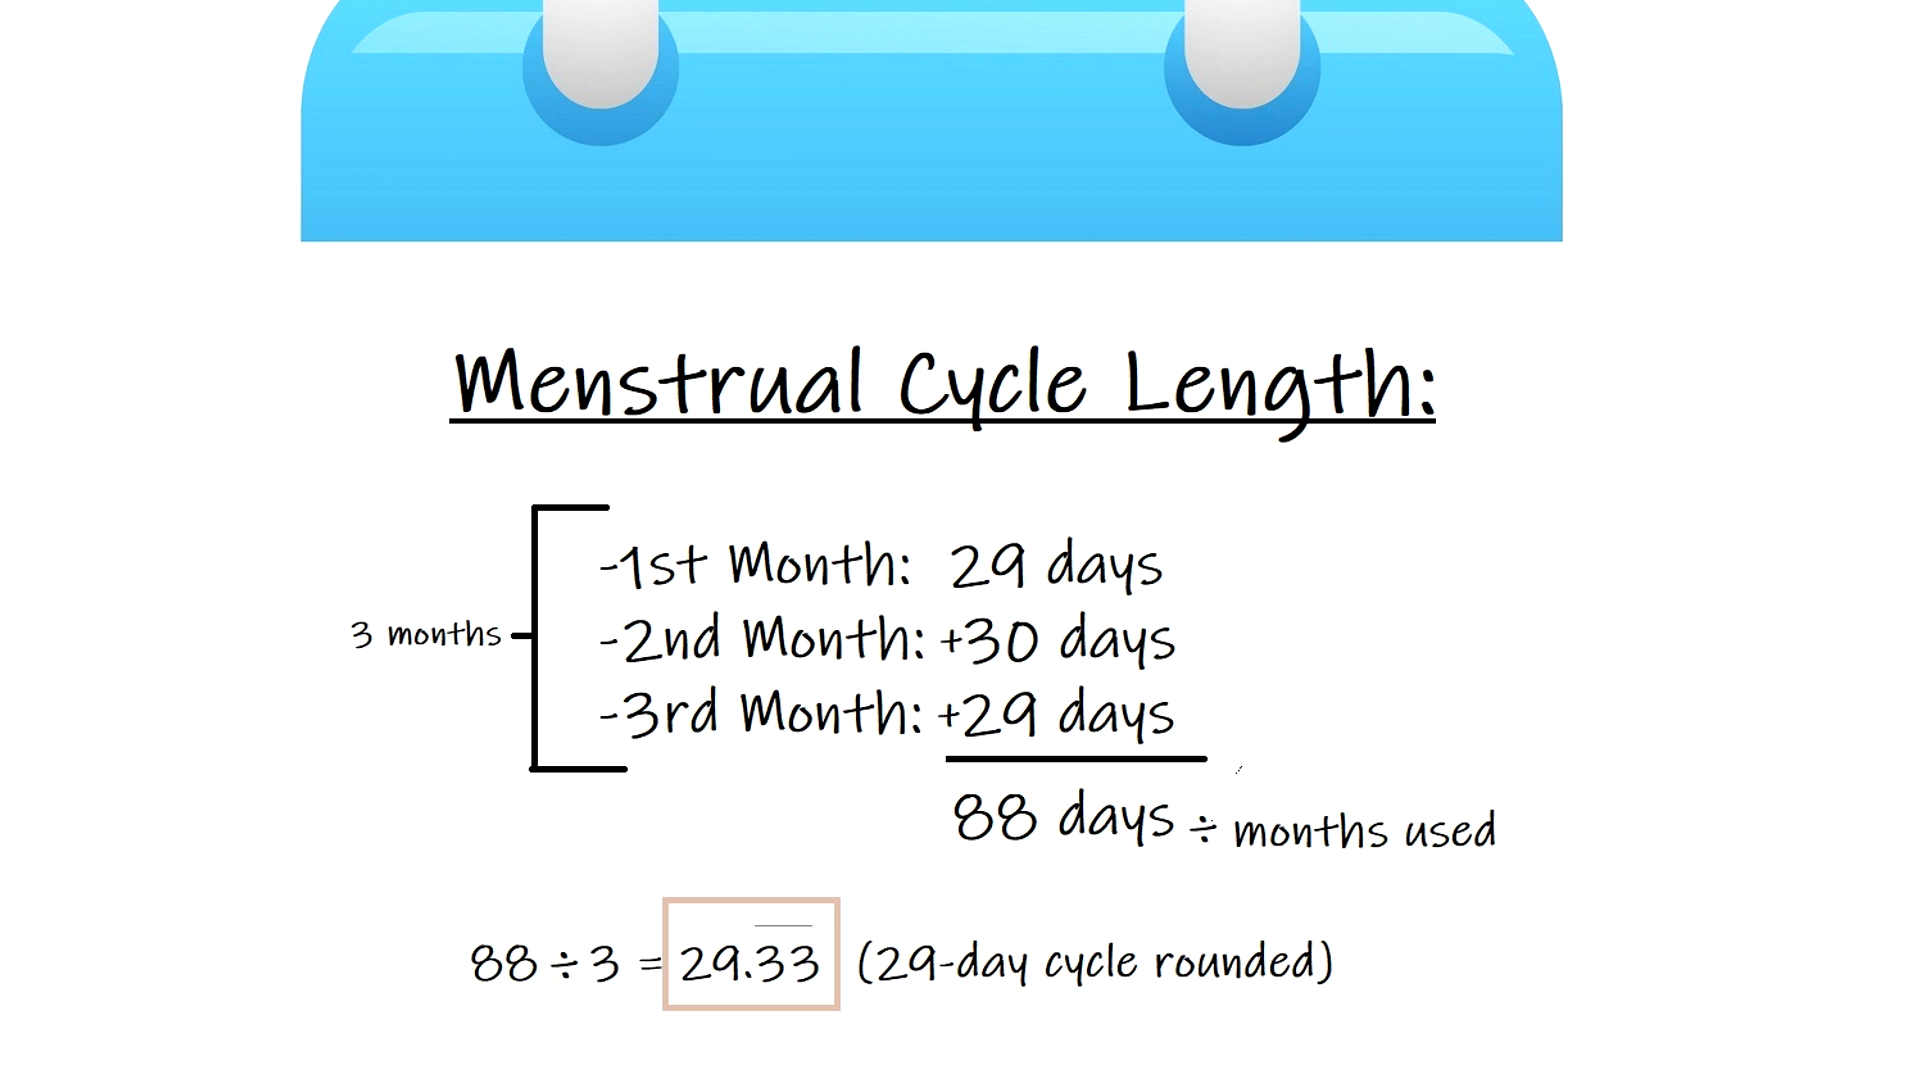 Menstrual Cycle Length:
-1st Month: 29 days
-2nd Month: +30 days
3 months
-3rd Month: +29 days
88 days ÷ months used
88 ÷ 3 = 29.33 (29-day cycle rounded)